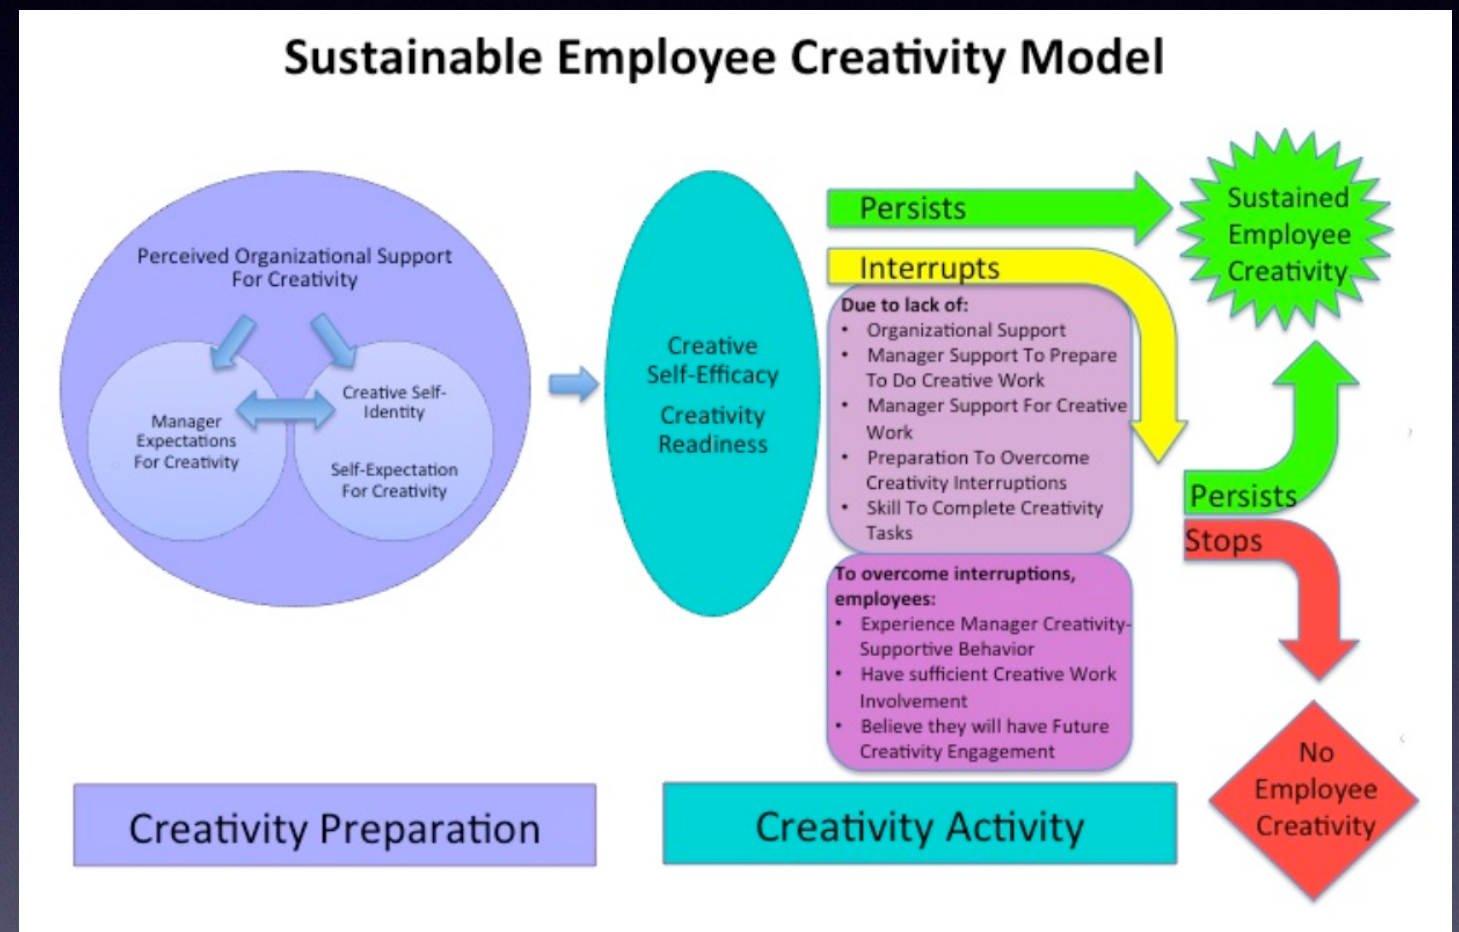 Sustainable Employee Creativity Model
Perceived Organizational Support
For Creativity
Manager
Expectations
For Creativity
Creative Self-
Identity
Self-Expectation
For Creativity
Creative
Self-Efficacy
Creativity
Readiness
Persists
Interrupts
Due to lack of:
• Organizational Support
• Manager Support To Prepare
To Do Creative Work
• Manager Support For Creative
Work
• Preparation To Overcome
Creativity Interruptions
• Skill To Complete Creativity
Tasks
To overcome interruptions,
employees:
• Experience Manager Creativity-
Supportive Behavior
• Have sufficient Creative Work
Involvement
• Believe they will have Future
Creativity Engagement
Sustained
Employee
Creativity
Persists
Stops
No
Employee
Creativity
Creativity Preparation
Creativity Activity